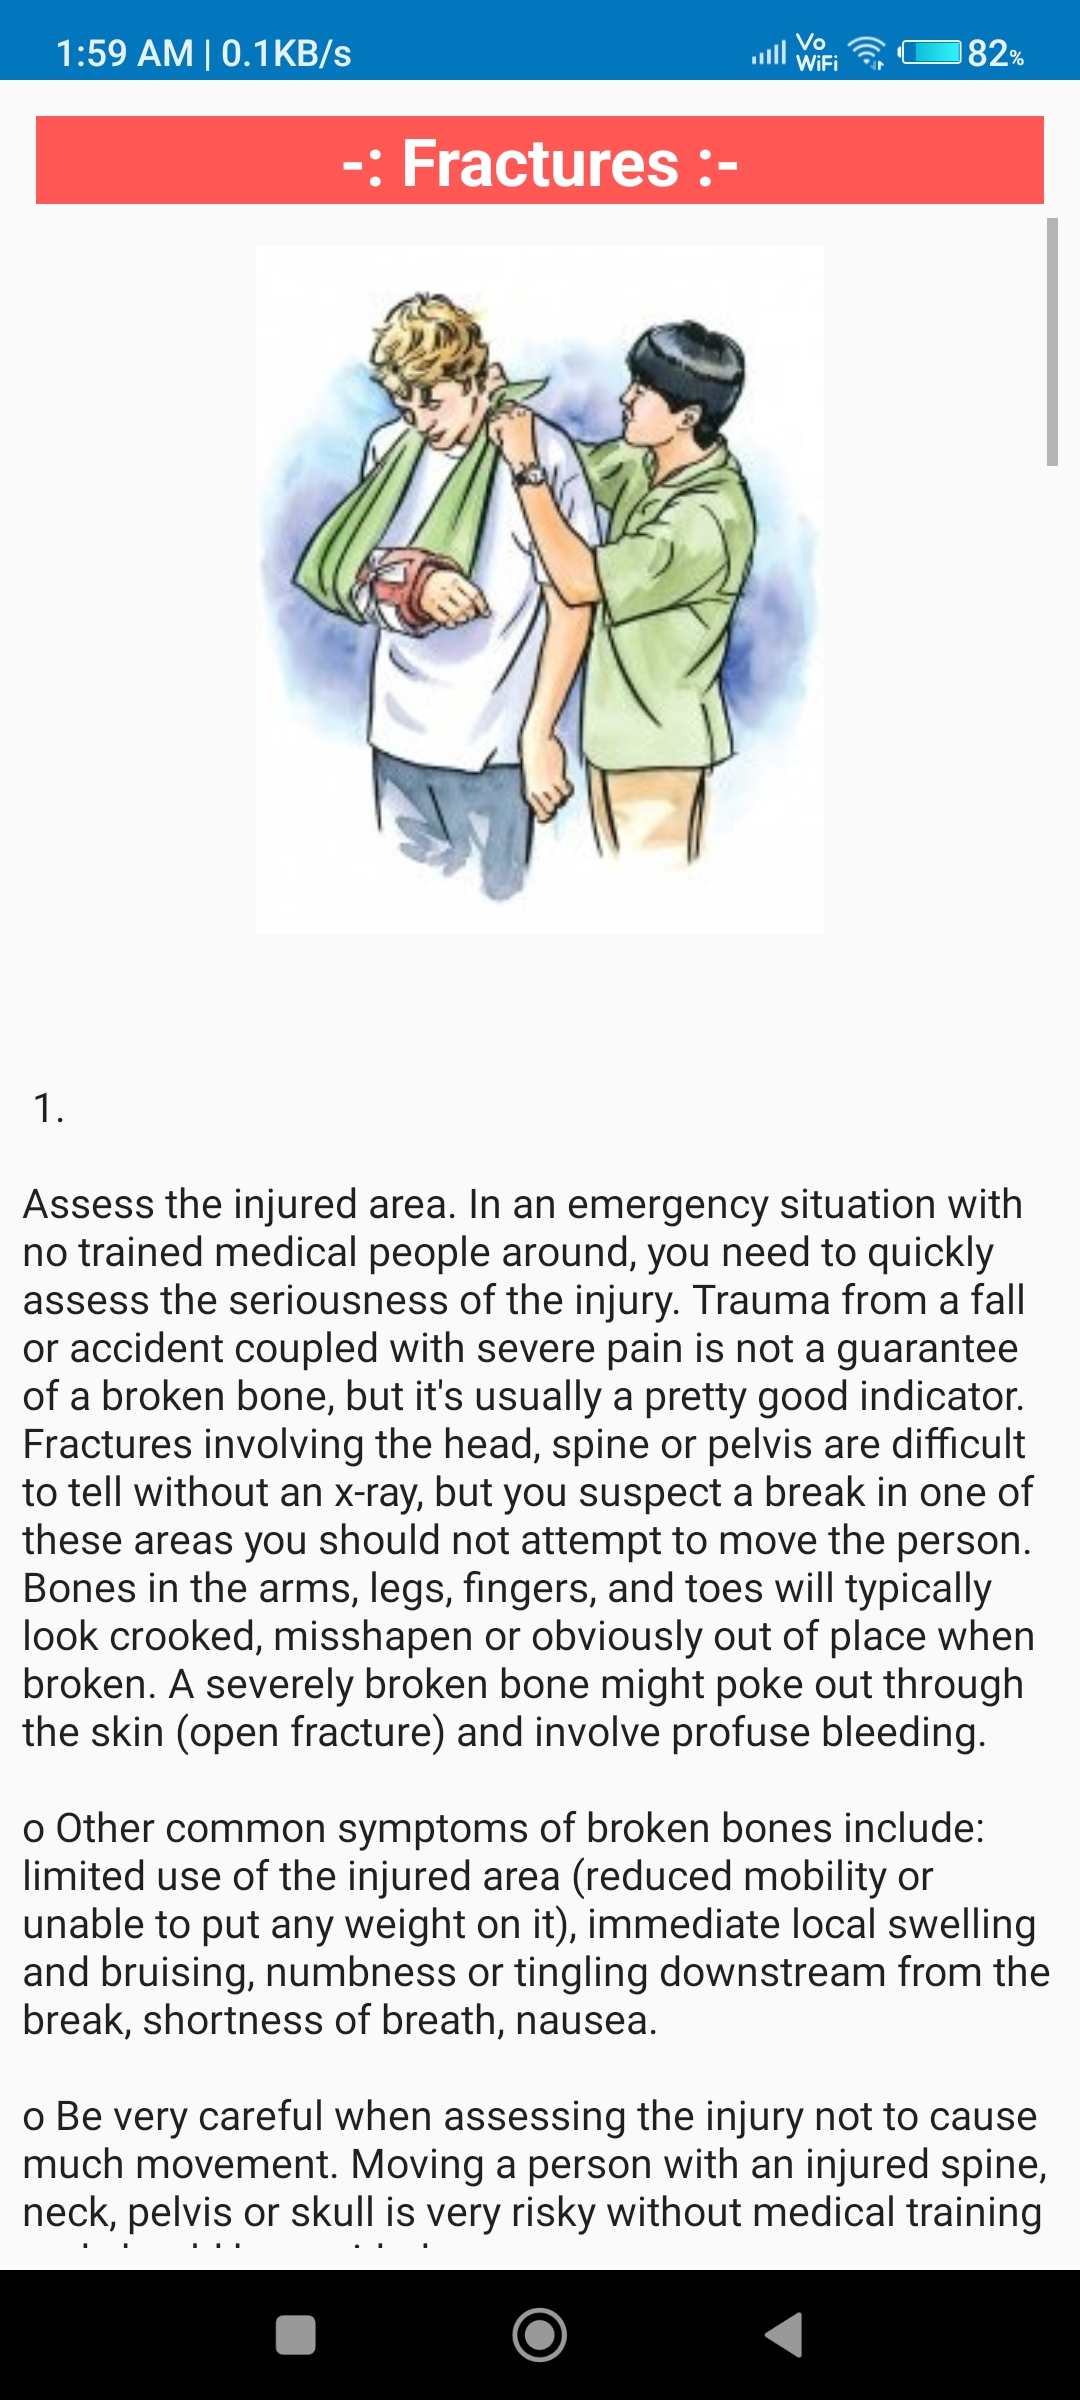 1:59 AM | 0.1KB/s
Vo
WiFi
82%
-: Fractures :-
1.
Assess the injured area. In an emergency situation with
no trained medical people around, you need to quickly
assess the seriousness of the injury. Trauma from a fall
or accident coupled with severe pain is not a guarantee
of a broken bone, but it's usually a pretty good indicator.
Fractures involving the head, spine or pelvis are difficult
to tell without an x-ray, but you suspect a break in one of
these areas you should not attempt to move the person.
Bones in the arms, legs, fingers, and toes will typically
look crooked, misshapen or obviously out of place when
broken. A severely broken bone might poke out through
the skin (open fracture) and involve profuse bleeding.
o Other common symptoms of broken bones include:
limited use of the injured area (reduced mobility or
unable to put any weight on it), immediate local swelling
and bruising, numbness or tingling downstream from the
break, shortness of breath, nausea.
o Be very careful when assessing the injury not to cause
much movement. Moving a person with an injured spine,
neck, pelvis or skull is very risky without medical training